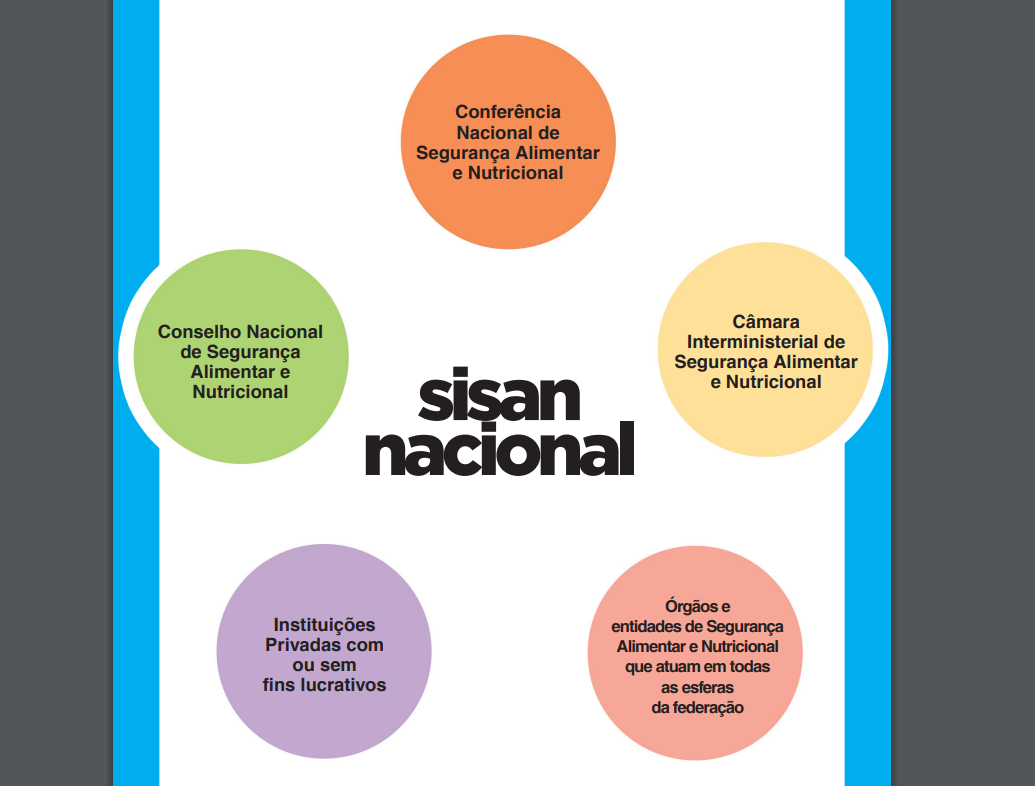 Conferência
Nacional de
Segurança Alimentar
e Nutricional
Conselho Nacional
de Segurança
Alimentar e
Nutricional
Câmara
Interministerial de
Segurança Alimentar
e Nutricional
sisan
nacional
Instituições
Privadas com
ou sem
fins lucrativos
Órgãos e
entidades de Segurança
Alimentar e Nutricional
que atuam em todas
as esferas
da federação